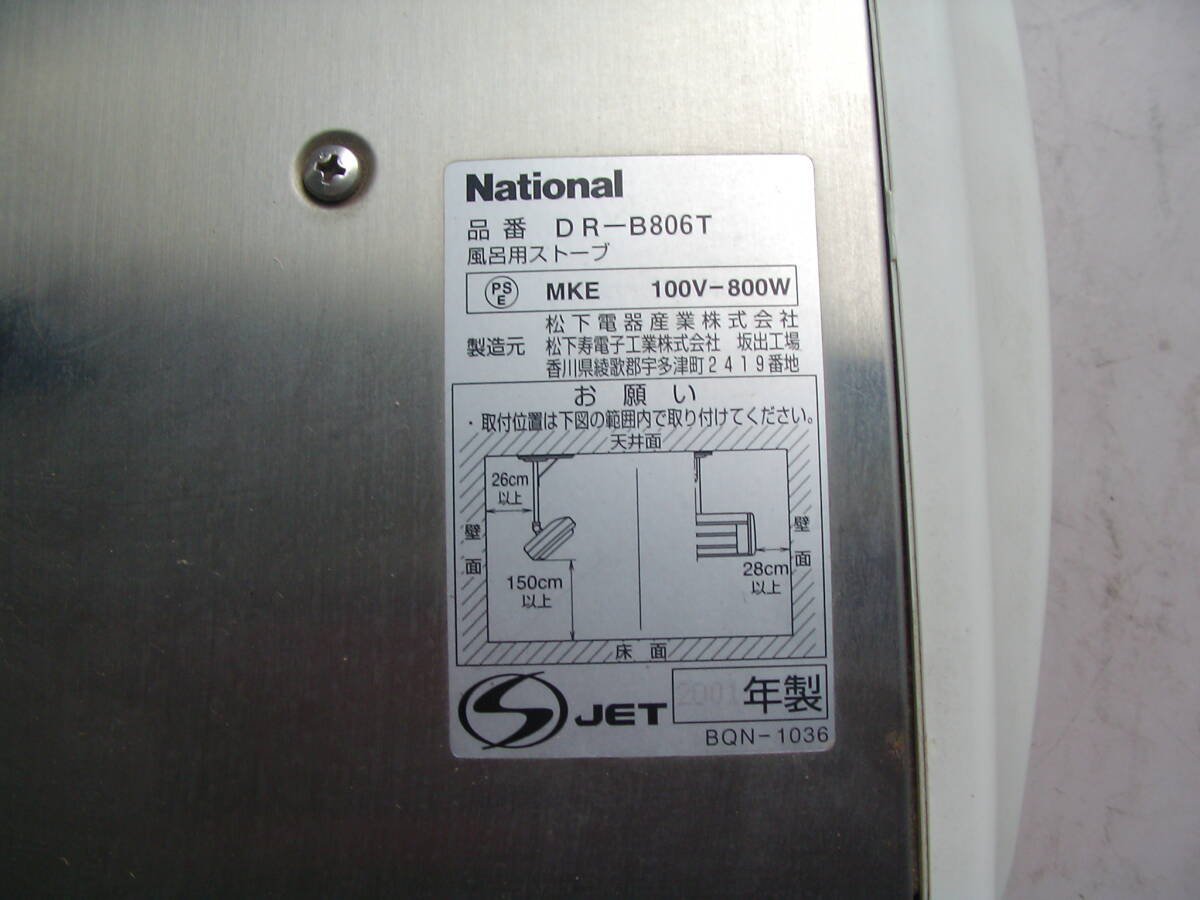 National
品番 DR-B806T
風呂用ストーブ
PS E MKE 100V-800W
製造元 松下電器産業株式会社
松下寿電子工業株式会社 坂出工場
香川県綾歌郡宇多津町2419番地
お願い
・取付位置は下図の範囲内で取り付けてください。
天井面
26cm
以上
壁面
壁面
150cm
以上
28cm
以上
床面
S JET
2001 年製
BQN-1036